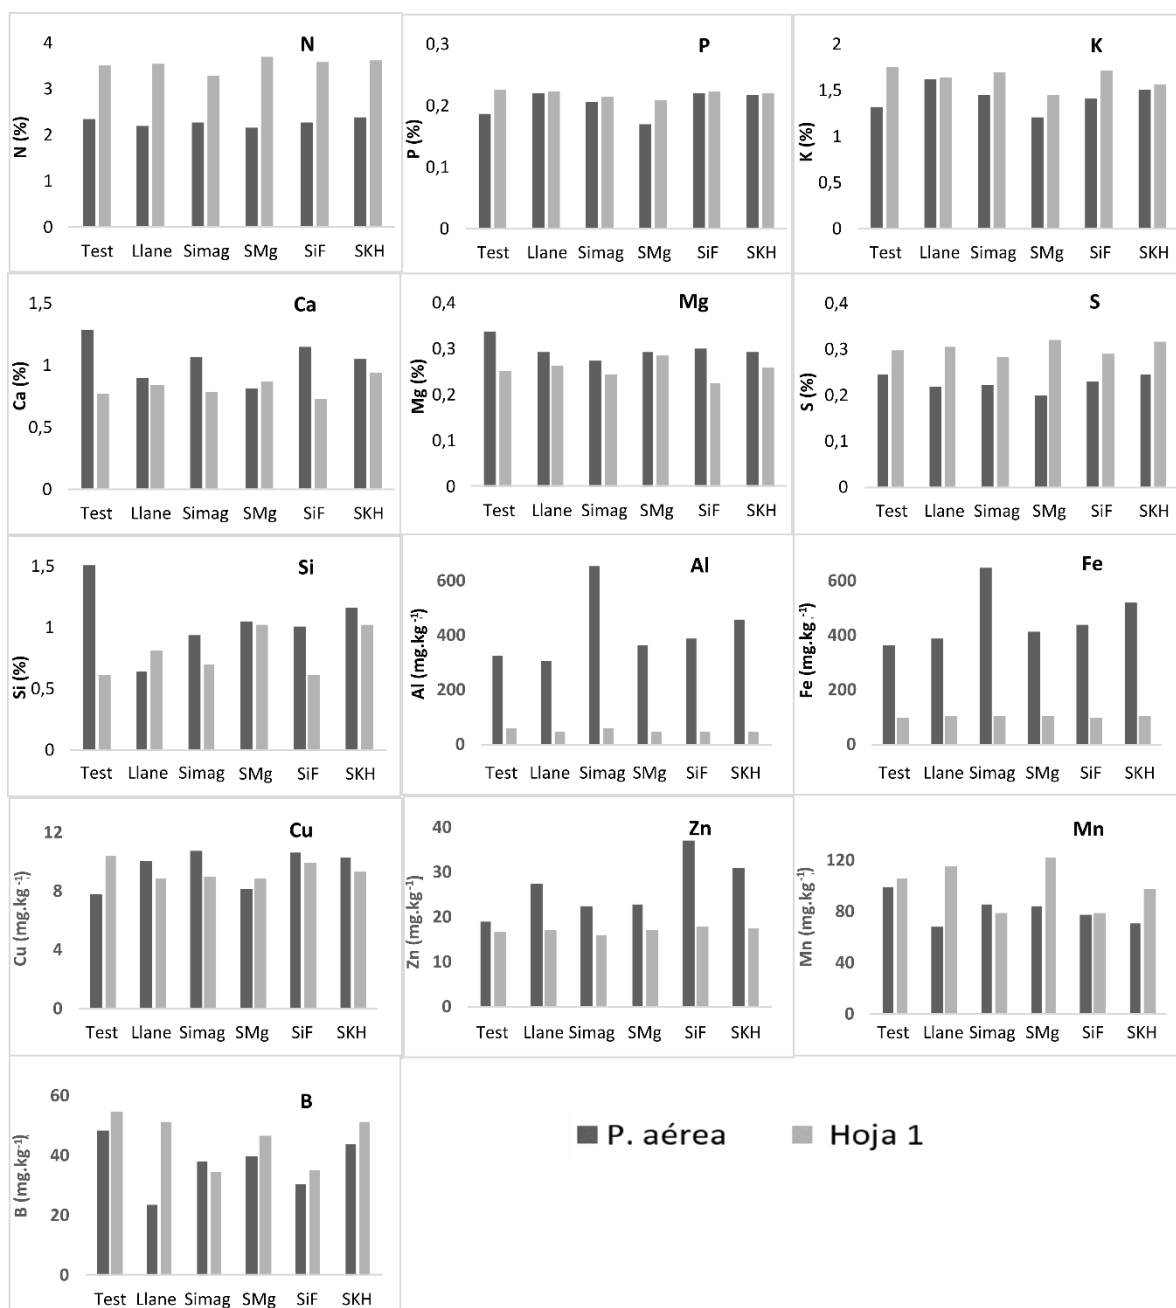 N
N (%)
4
3
2
1
0
Test Llane Simag SMg SiF SKH
P
P (%)
0,3
0,2
0,1
0
Test Llane Simag SMg SiF SKH
K
K (%)
2
1,5
1
0,5
0
Test Llane Simag SMg SiF SKH
Ca
Ca (%)
1,5
1
0,5
0
Test Llane Simag SMg SiF SKH
Mg
Mg (%)
0,4
0,3
0,2
0,1
0
Test Llane Simag SMg SiF SKH
S
S (%)
0,4
0,3
0,2
0,1
0
Test Llane Simag SMg SiF SKH
Si
Si (%)
1,5
1
0,5
0
Test Llane Simag SMg SiF SKH
Al
Al (mg.kg⁻¹)
600
400
200
0
Test Llane Simag SMg SiF SKH
Fe
Fe (mg.kg⁻¹)
600
400
200
0
Test Llane Simag SMg SiF SKH
Cu
Cu (mg.kg⁻¹)
12
8
4
0
Test Llane Simag SMg SiF SKH
Zn
Zn (mg.kg⁻¹)
40
30
20
10
0
Test Llane Simag SMg SiF SKH
Mn
Mn (mg.kg⁻¹)
120
80
40
0
Test Llane Simag SMg SiF SKH
B
B (mg.kg⁻¹)
60
40
20
0
Test Llane Simag SMg SiF SKH
P. aérea Hoja 1